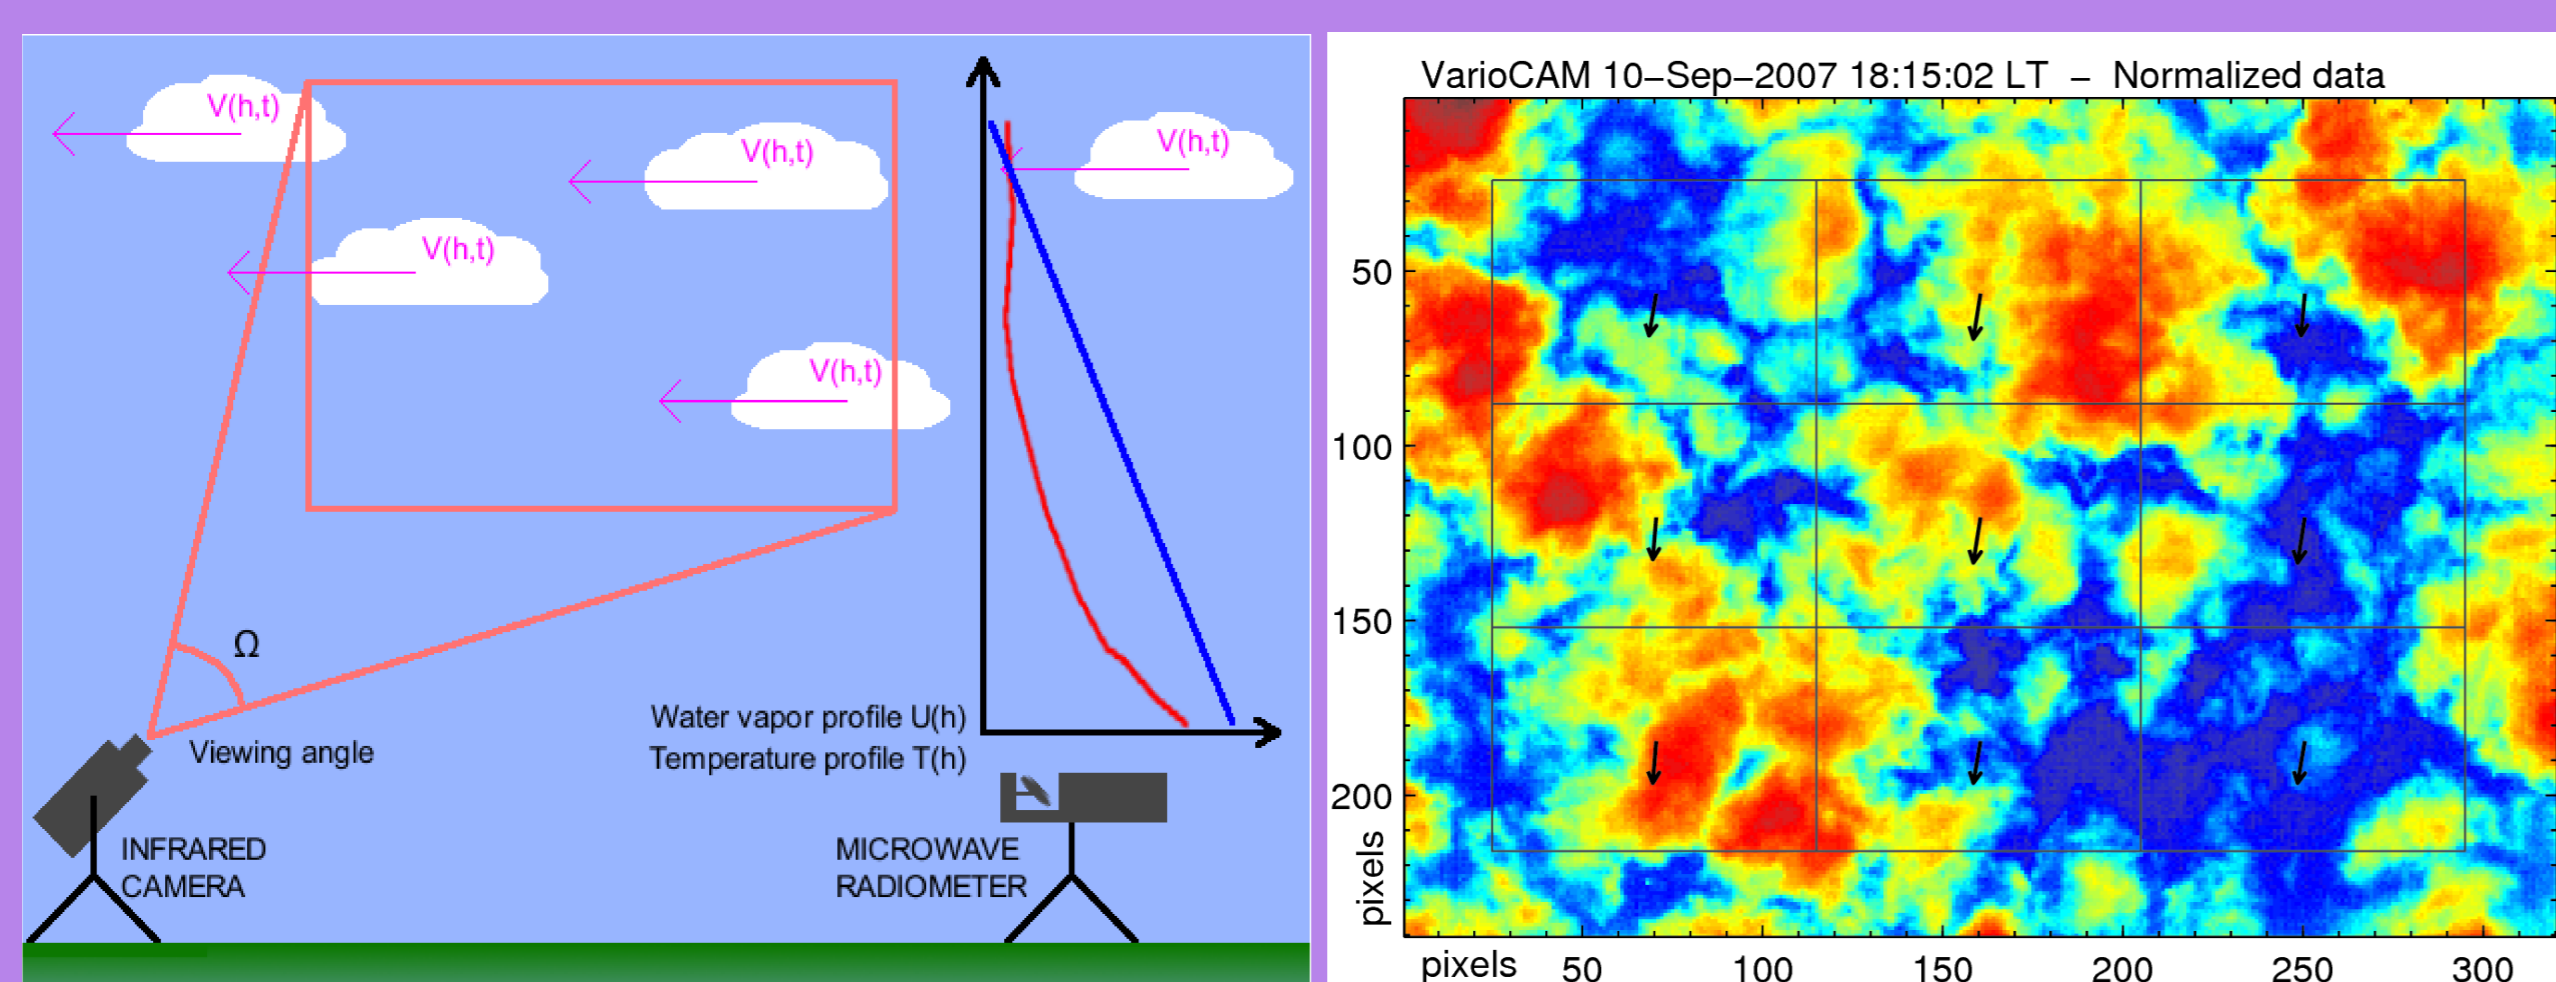 V(h,t)
V(h,t)
V(h,t)
V(h,t)
V(h,t)
Ω
Viewing angle
Water vapor profile U(h)
Temperature profile T(h)
INFRARED
CAMERA
MICROWAVE
RADIOMETER
VarioCAM 10−Sep−2007 18:15:02 LT − Normalized data
50
100
150
200
pixels
pixels 50 100 150 200 250 300